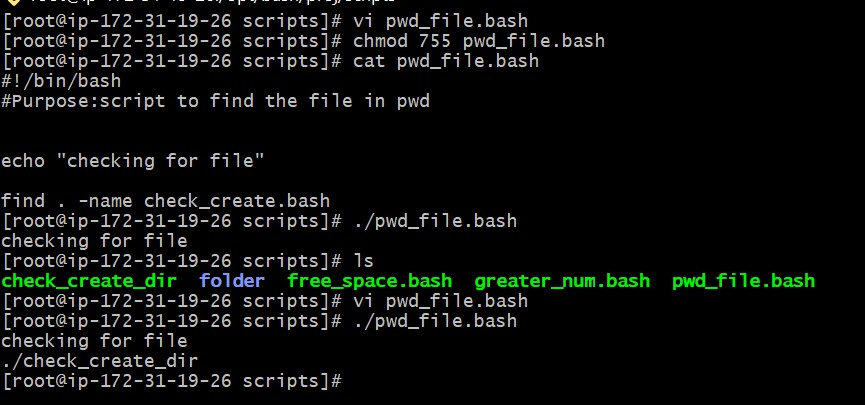 [root@ip-172-31-19-26 scripts]# vi pwd_file.bash
[root@ip-172-31-19-26 scripts]# chmod 755 pwd_file.bash
[root@ip-172-31-19-26 scripts]# cat pwd_file.bash
#!/bin/bash
#Purpose:script to find the file in pwd
echo "checking for file"
find . -name check_create.bash
[root@ip-172-31-19-26 scripts]# ./pwd_file.bash
checking for file
[root@ip-172-31-19-26 scripts]# ls
check_create_dir  folder  free_space.bash  greater_num.bash  pwd_file.bash
[root@ip-172-31-19-26 scripts]# vi pwd_file.bash
[root@ip-172-31-19-26 scripts]# ./pwd_file.bash
checking for file
./check_create_dir
[root@ip-172-31-19-26 scripts]#